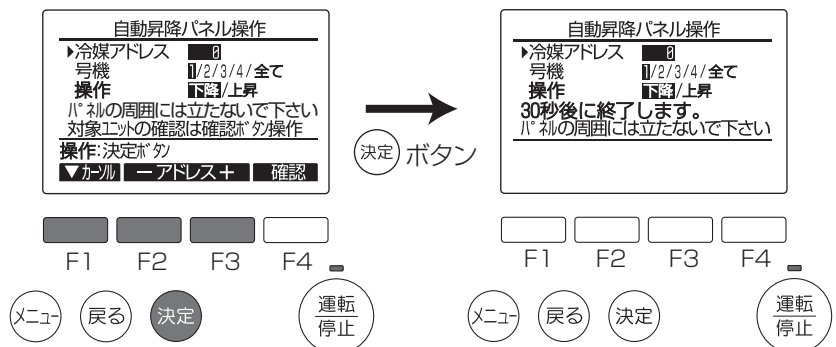 自動昇降パネル操作
▶冷媒アドレス 0
号機 1/2/3/4/全て
操作 下降/上昇
パネルの周囲には立たないで下さい
対象ユニットの確認は確認ボタン操作
操作:決定ボタン
▼カーソル ーアドレス+ 確認
F1 F2 F3 F4
メニュー 戻る 決定 運転 停止
決定 ボタン
自動昇降パネル操作
▶冷媒アドレス 0
号機 1/2/3/4/全て
操作 下降/上昇
30秒後に終了します。
パネルの周囲には立たないで下さい
F1 F2 F3 F4
メニュー 戻る 決定 運転 停止